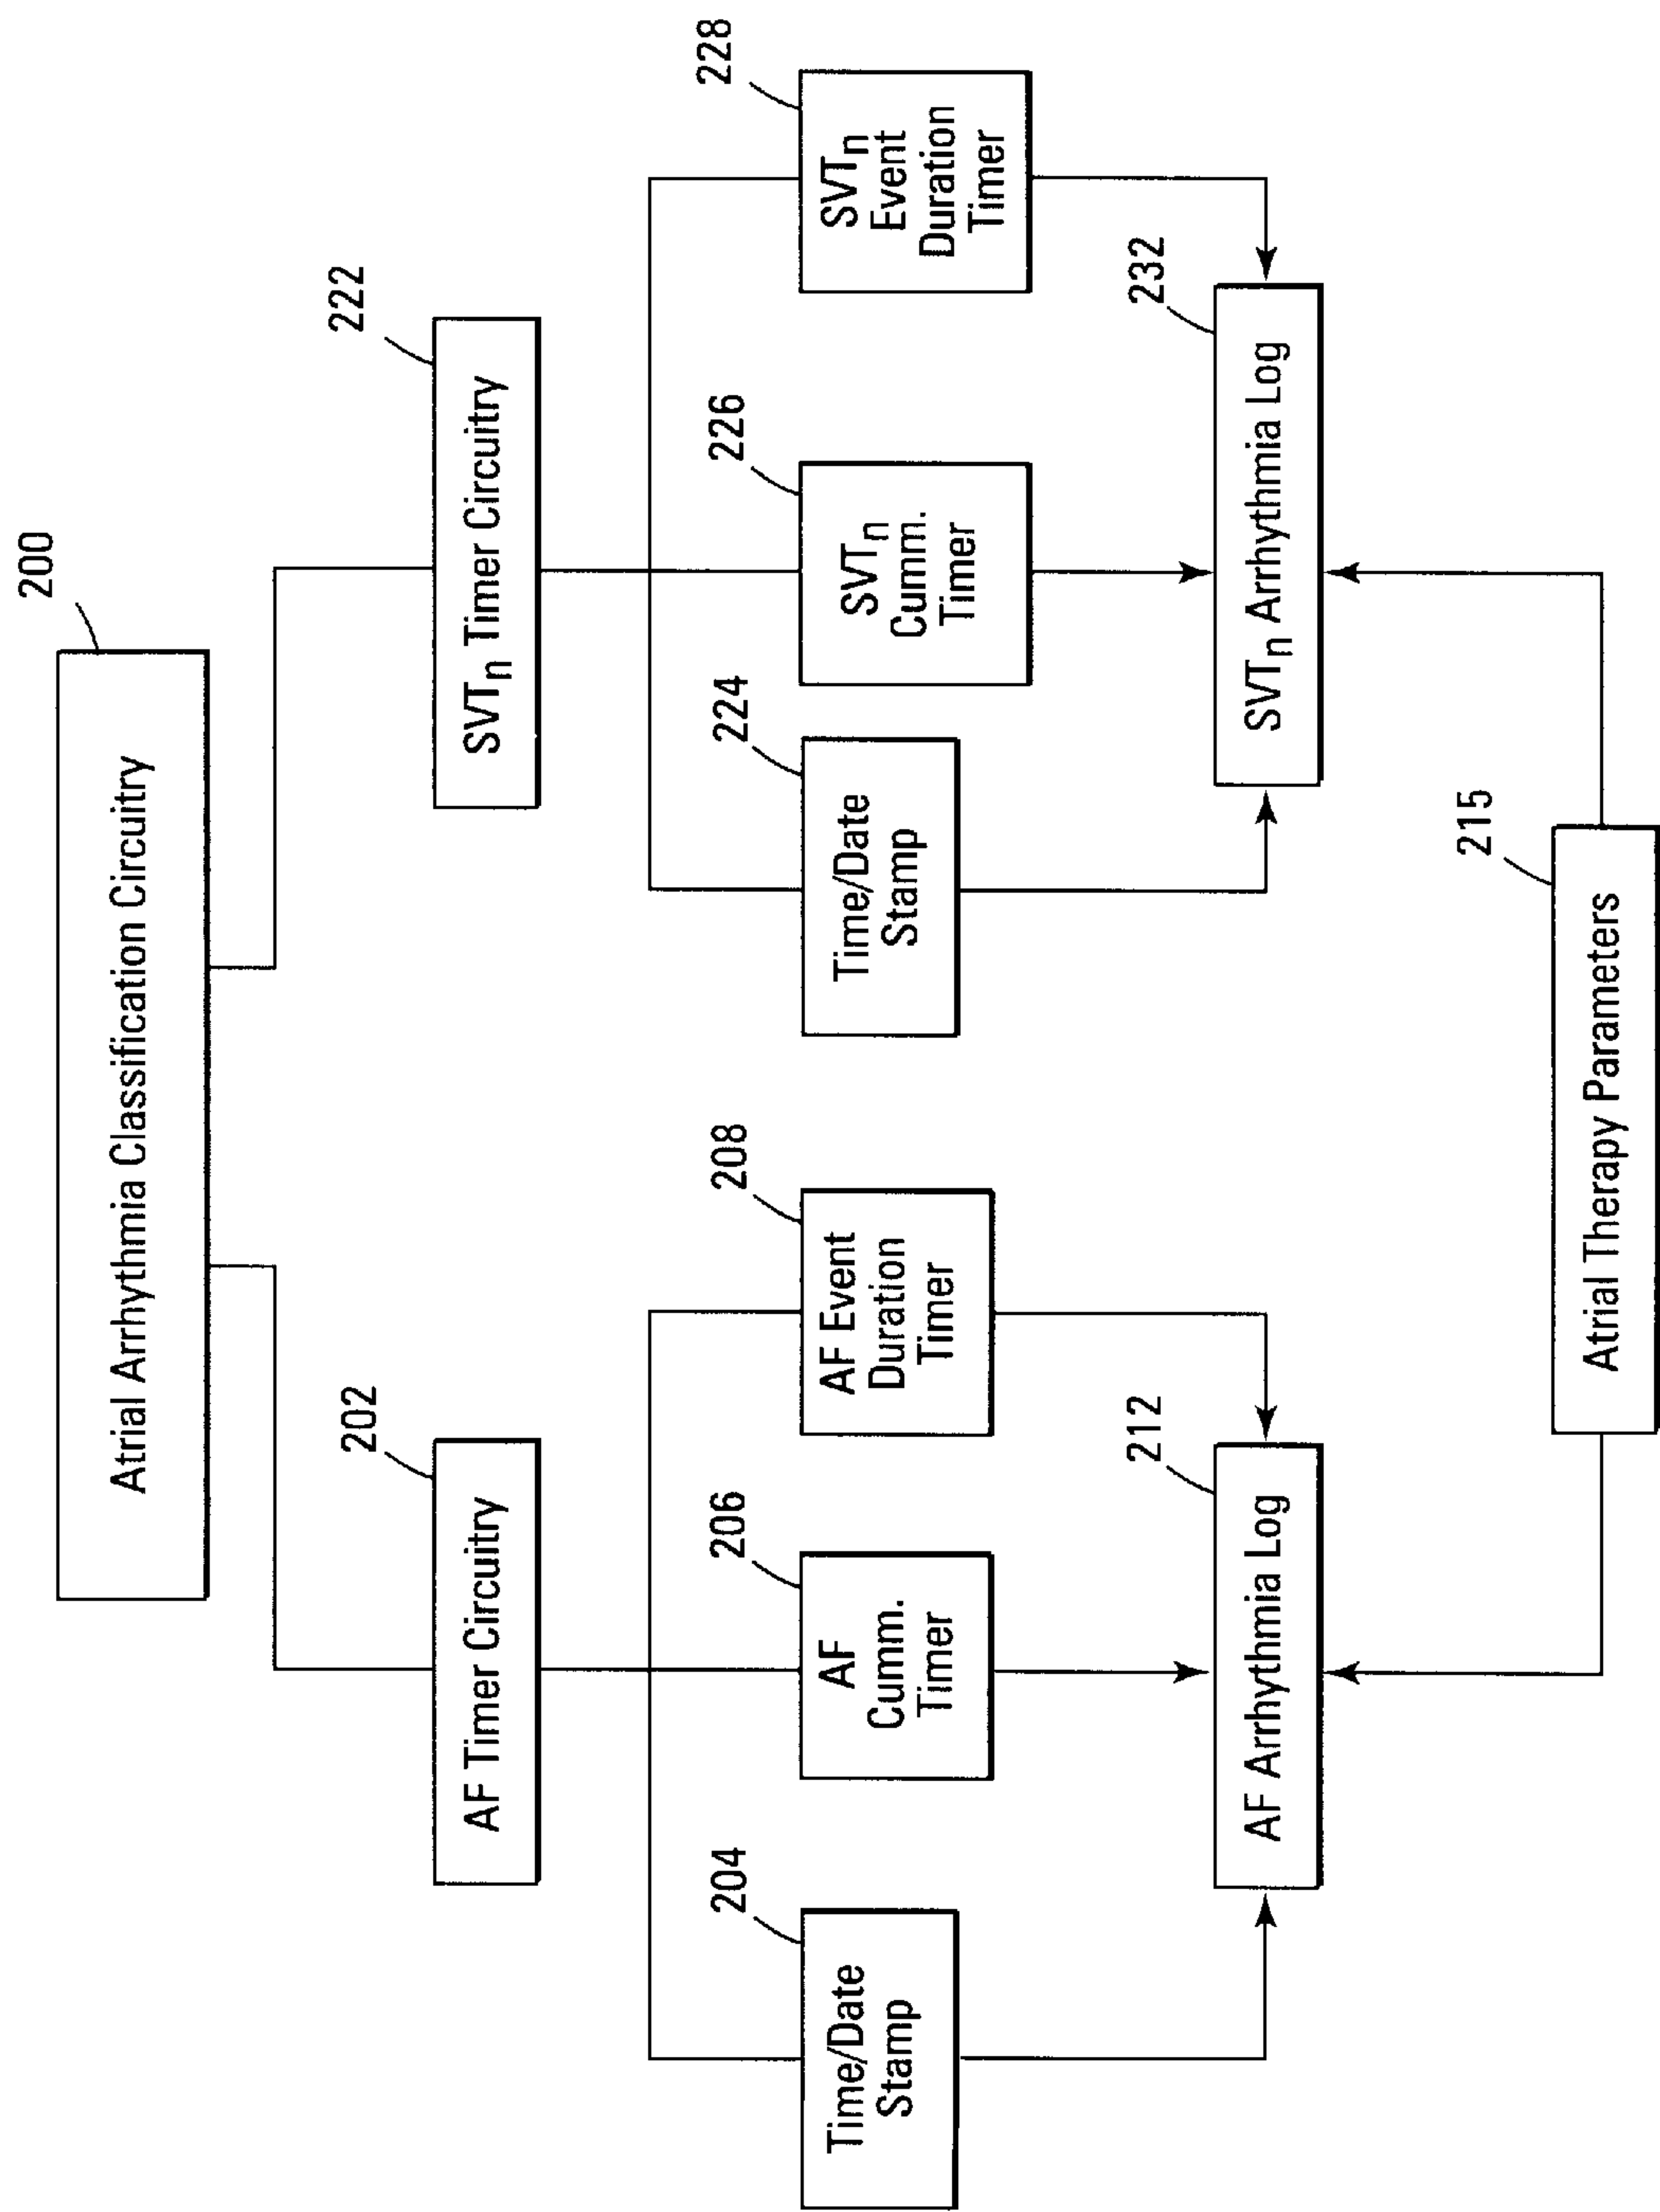 200
Atrial Arrhythmia Classification Circuitry
202
AF Timer Circuitry
222
SVTn Timer Circuitry
204
Time/Date
Stamp
206
AF
Cumm.
Timer
208
AF Event
Duration
Timer
224
Time/Date
Stamp
226
SVTn
Cumm.
Timer
228
SVTn
Event
Duration
Timer
212
AF Arrhythmia Log
232
SVTn Arrhythmia Log
215
Atrial Therapy Parameters